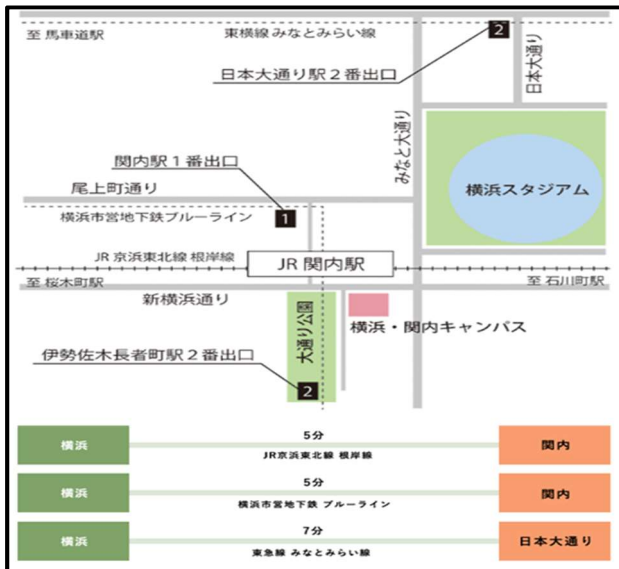 至 馬車道駅
東横線 みなとみらい線
2
日本大通り駅2番出口
日本大通り
みなと大通り
関内駅1番出口
尾上町通り
横浜スタジアム
横浜市営地下鉄ブルーライン
1
JR 京浜東北線 根岸線
JR 関内駅
至 桜木町駅
至 石川町駅
新横浜通り
大通り公園
横浜・関内キャンパス
伊勢佐木長者町駅2番出口
2
横浜
5分
JR京浜東北線 根岸線
関内
横浜
5分
横浜市営地下鉄 ブルーライン
関内
横浜
7分
東急線 みなとみらい線
日本大通り